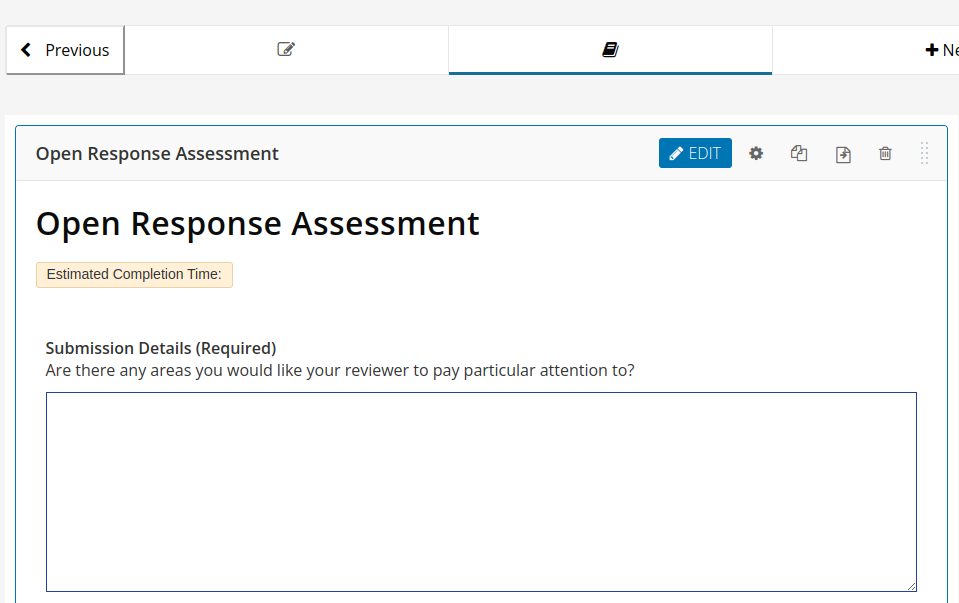 Previous
Ne
Open Response Assessment
EDIT
Open Response Assessment
Estimated Completion Time:
Submission Details (Required)
Are there any areas you would like your reviewer to pay particular attention to?